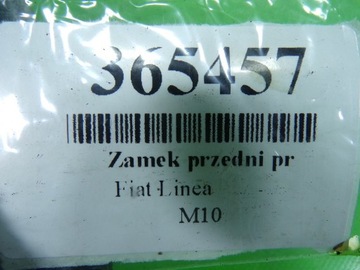 365457
Zamek przedni pr
Fiat Linea
M10